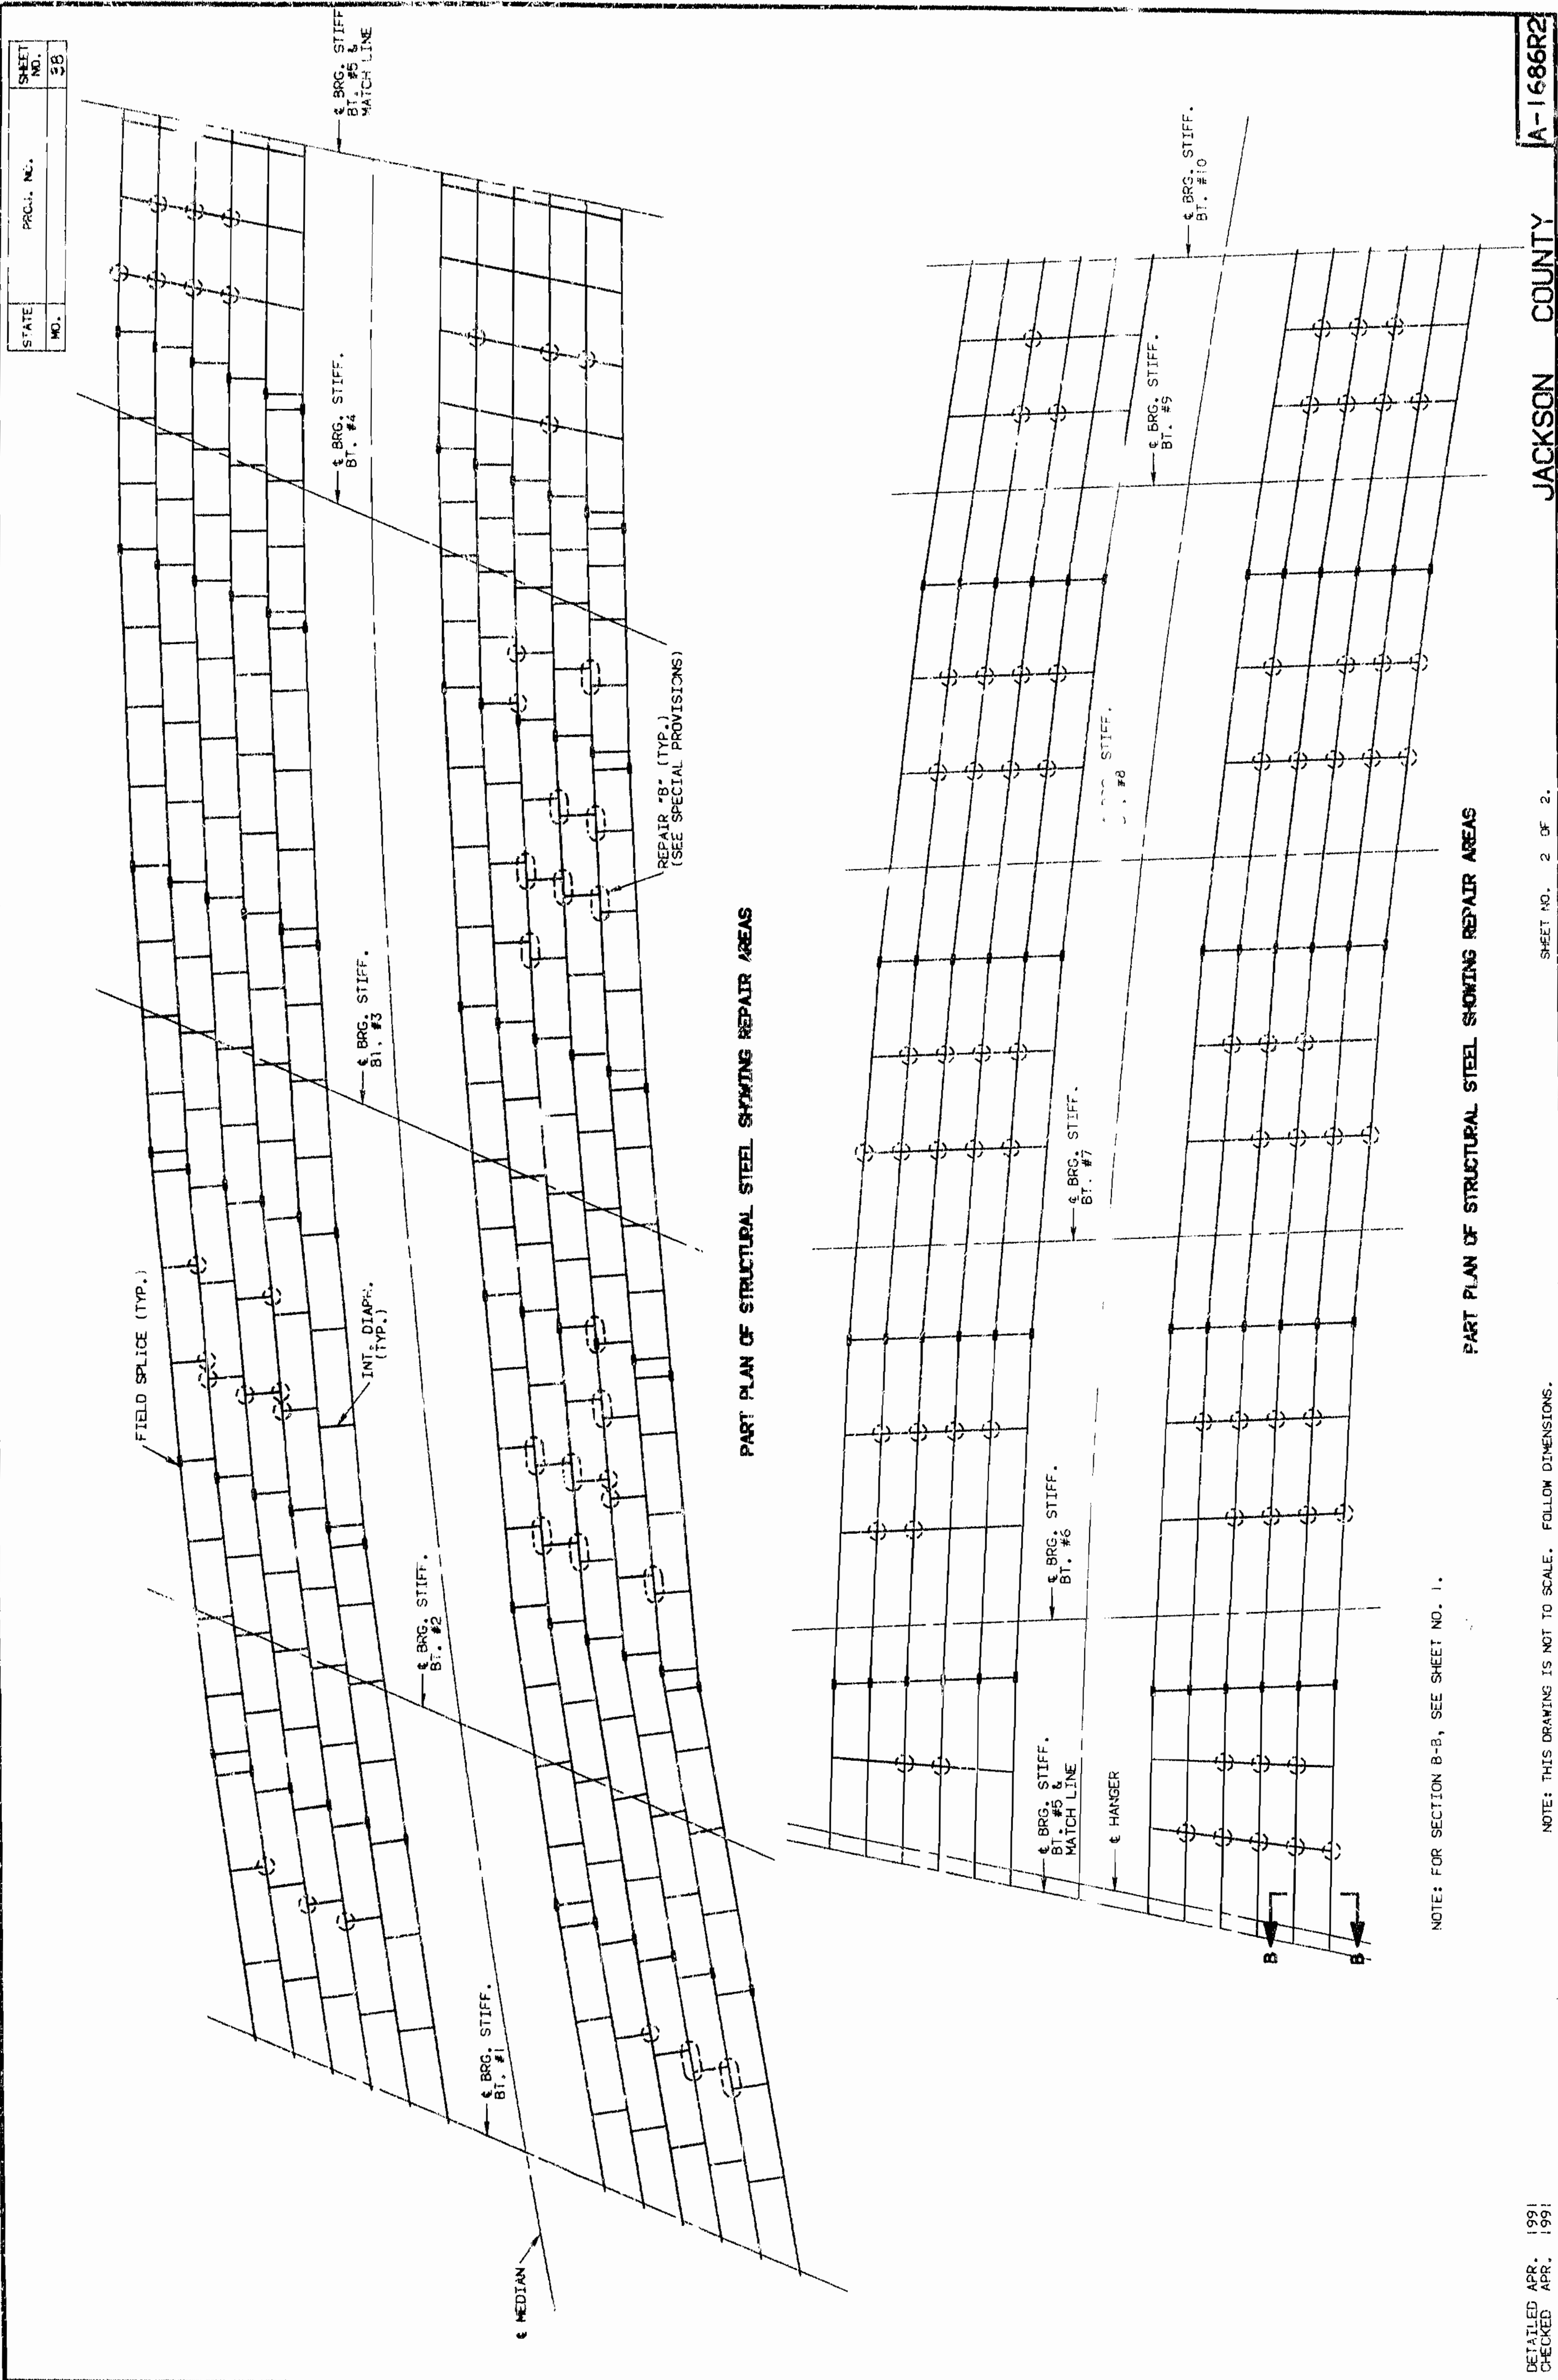 STATE PROJ. NO. SHEET NO.
MO. 38
FIELD SPLICE (TYP.)
INT. DIAPH.
(TYP.)
℄ MEDIAN
℄ BRG. STIFF.
BT. #1
℄ BRG. STIFF.
BT. #2
℄ BRG. STIFF.
BT. #3
℄ BRG. STIFF.
BT. #4
℄ BRG. STIFF
BT. #5 &
MATCH LINE
REPAIR "B" (TYP.)
(SEE SPECIAL PROVISIONS)
PART PLAN OF STRUCTURAL STEEL SHOWING REPAIR AREAS
℄ BRG. STIFF.
BT. #5 &
MATCH LINE
℄ HANGER
℄ BRG. STIFF.
BT. #6
℄ BRG. STIFF.
BT. #7
STIFF.
#8
℄ BRG. STIFF.
BT. #9
℄ BRG. STIFF.
BT. #10
B
B
PART PLAN OF STRUCTURAL STEEL SHOWING REPAIR AREAS
NOTE: FOR SECTION B-B, SEE SHEET NO. 1.
NOTE: THIS DRAWING IS NOT TO SCALE. FOLLOW DIMENSIONS.
SHEET NO. 2 OF 2.
JACKSON COUNTY
A-1686R2
DETAILED APR. 1991
CHECKED APR. 1991